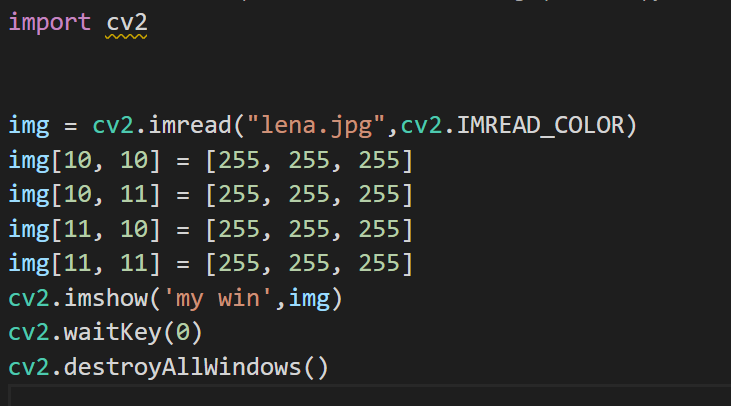 import cv2
img = cv2.imread("lena.jpg",cv2.IMREAD_COLOR)
img[10, 10] = [255, 255, 255]
img[10, 11] = [255, 255, 255]
img[11, 10] = [255, 255, 255]
img[11, 11] = [255, 255, 255]
cv2.imshow('my win',img)
cv2.waitKey(0)
cv2.destroyAllWindows()